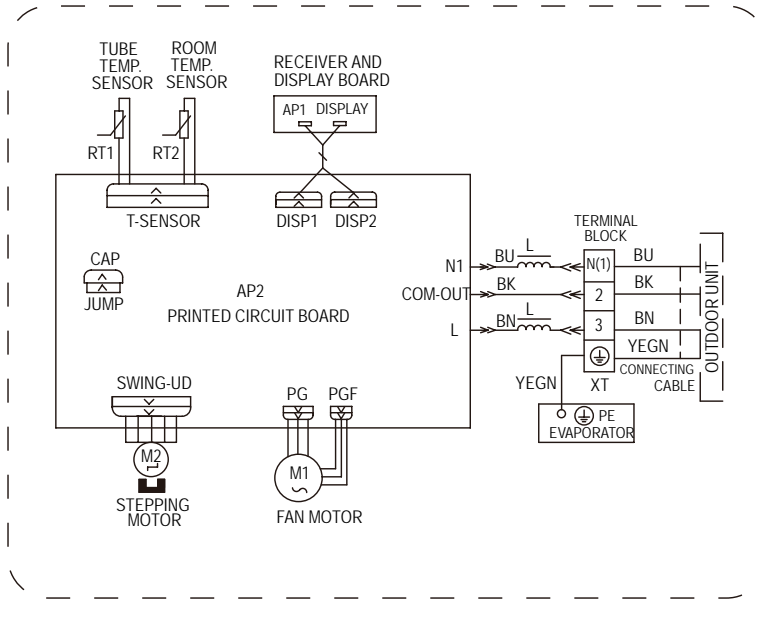 TUBE
TEMP.
SENSOR
ROOM
TEMP.
SENSOR
RECEIVER AND
DISPLAY BOARD
AP1 DISPLAY
RT1
RT2
T-SENSOR
DISP1
DISP2
CAP
JUMP
AP2
PRINTED CIRCUIT BOARD
N1
COM-OUT
L
BU
L
BK
BN
L
TERMINAL
BLOCK
N(1)
2
3
XT
BU
BK
BN
YEGN
CONNECTING
CABLE
OUTDOOR UNIT
YEGN
PE
EVAPORATOR
SWING-UD
M2
STEPPING
MOTOR
PG
PGF
M1
FAN MOTOR